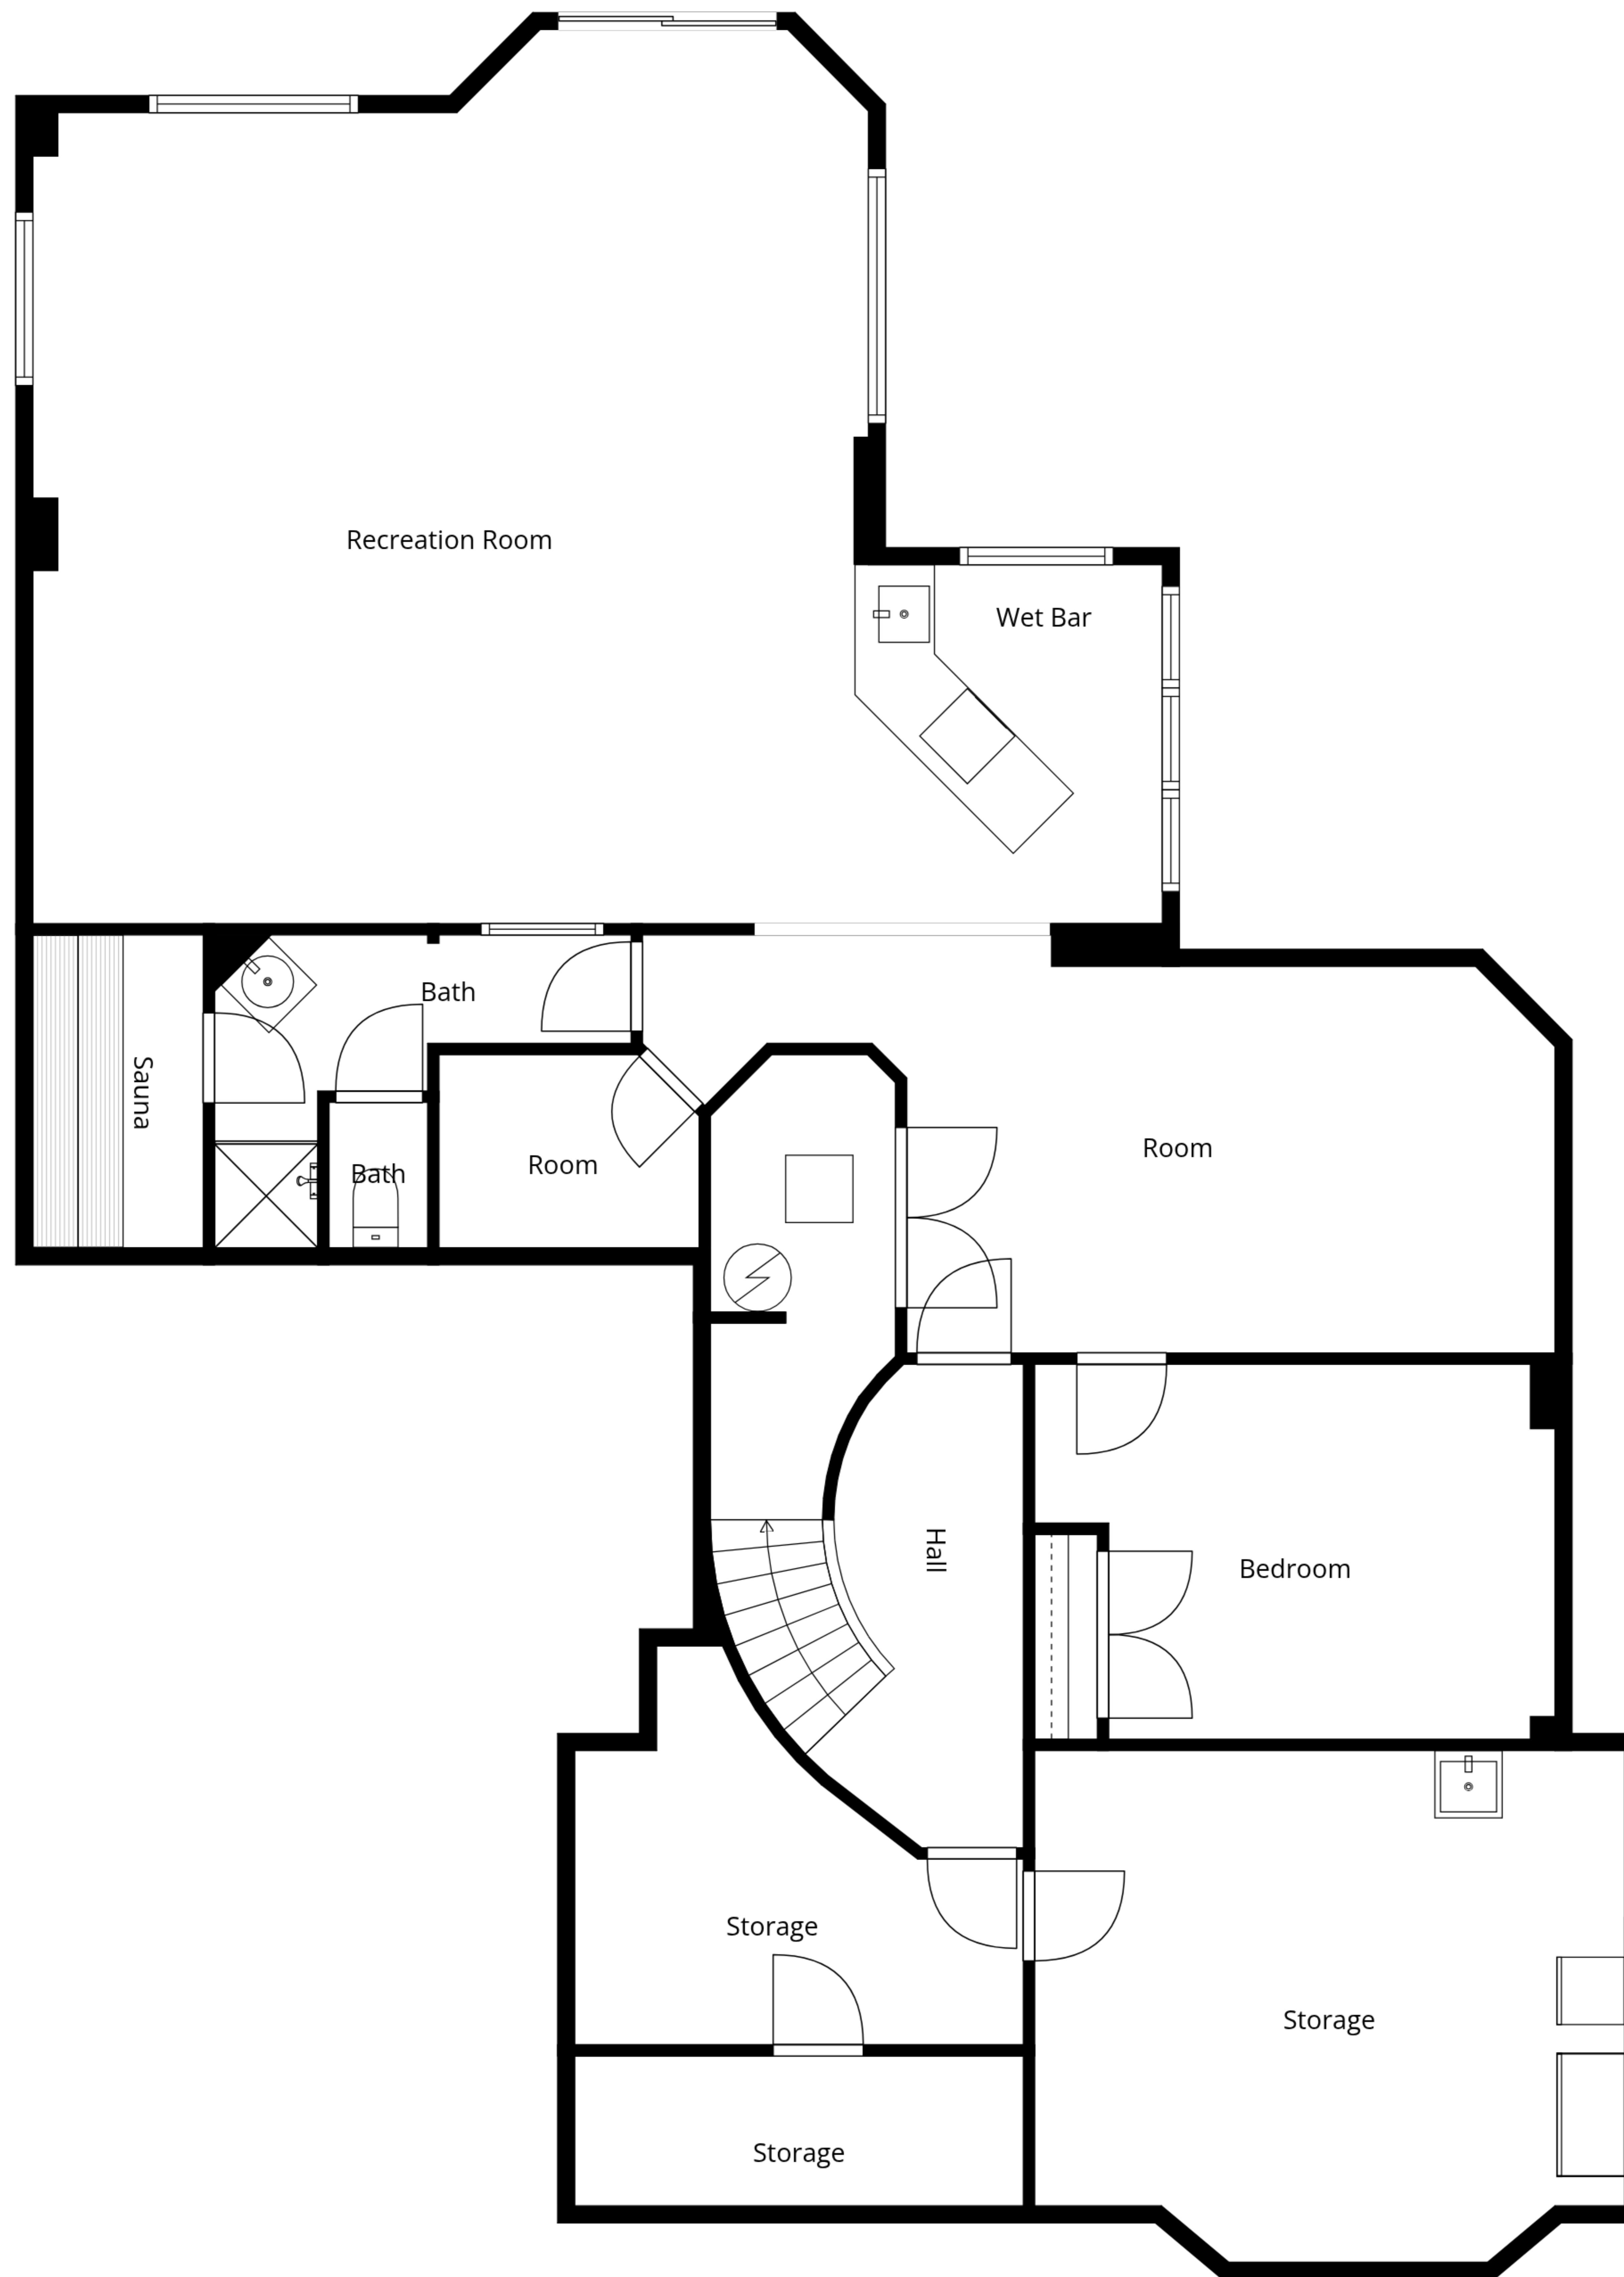 Recreation Room
Wet Bar
Bath
Sauna
Bath
Room
Room
Hall
Bedroom
Storage
Storage
Storage